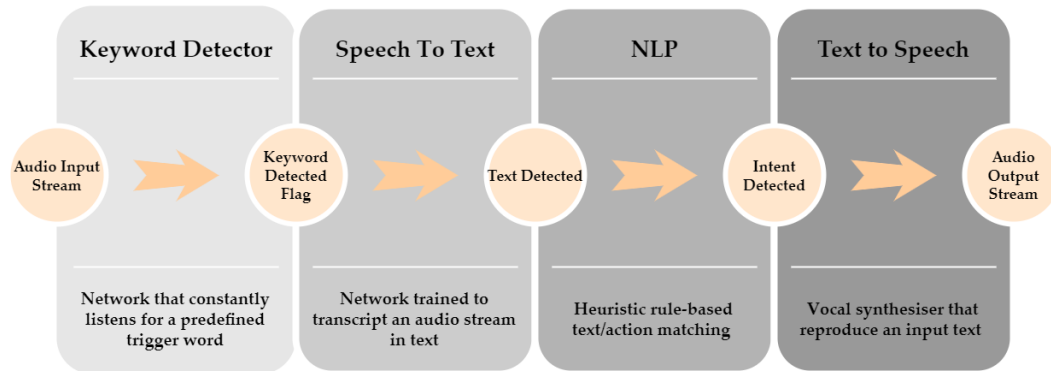 Keyword Detector
Speech To Text
NLP
Text to Speech
Audio Input
Stream
Keyword
Detected
Flag
Text Detected
Intent
Detected
Audio
Output
Stream
Network that constantly
listens for a predefined
trigger word
Network trained to
transcript an audio stream
in text
Heuristic rule-based
text/action matching
Vocal synthesiser that
reproduce an input text